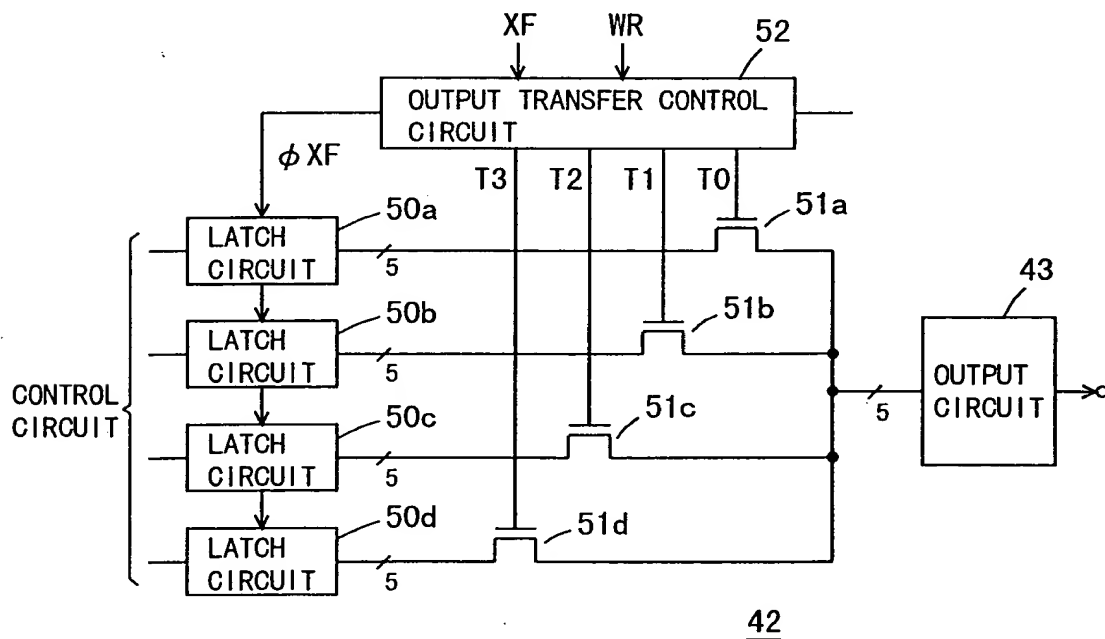 XF WR
52
OUTPUT TRANSFER CONTROL
CIRCUIT
φXF
T3 T2 T1 T0
51a
50a
LATCH
CIRCUIT
5
43
50b
51b
LATCH
CIRCUIT
5
CONTROL
CIRCUIT
OUTPUT
CIRCUIT
5
50c
51c
LATCH
CIRCUIT
5
50d
51d
LATCH
CIRCUIT
5
42